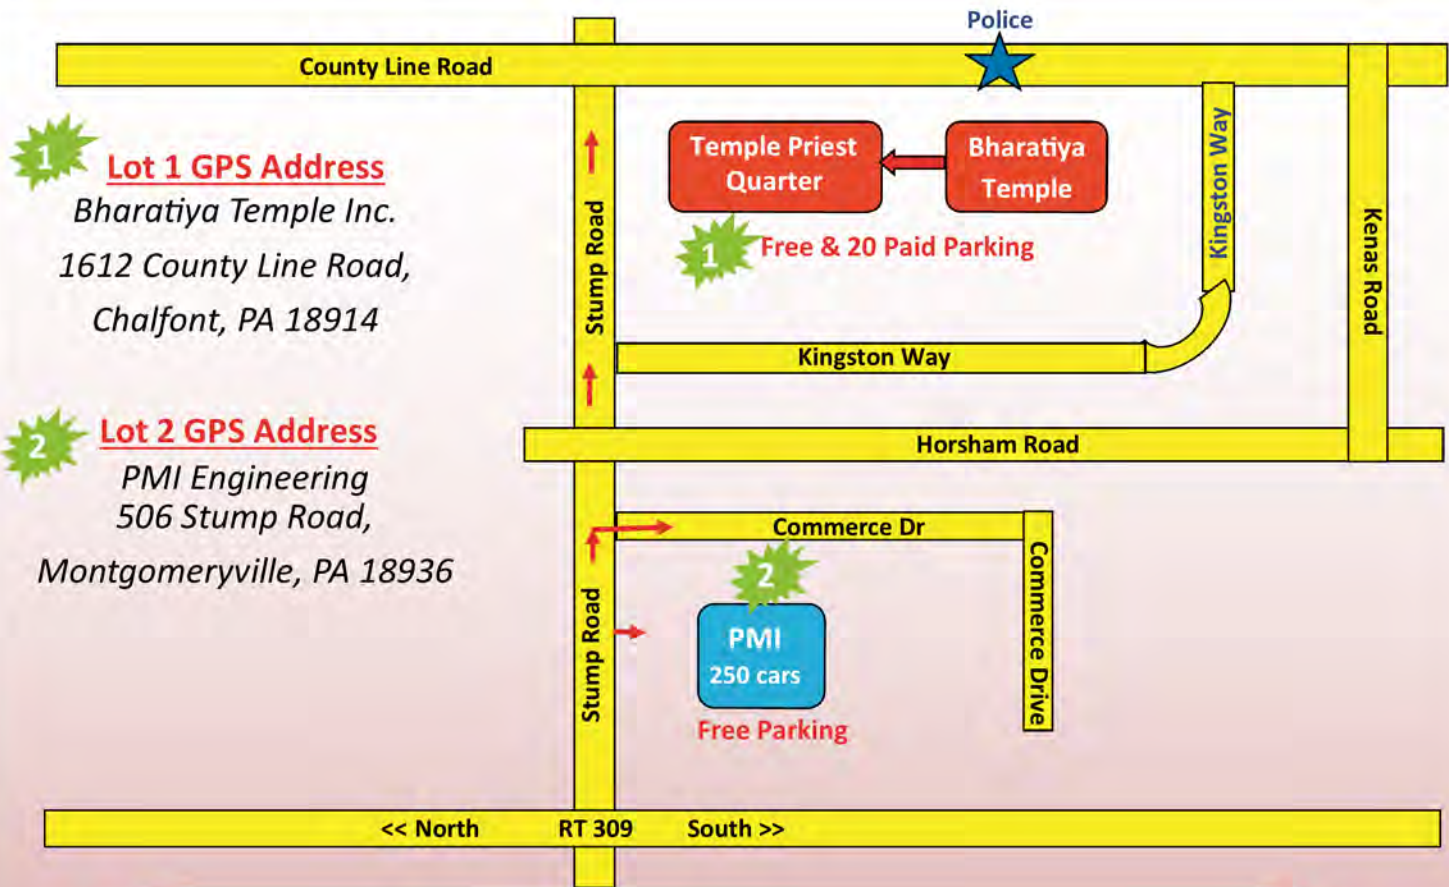 Police
County Line Road
1
Lot 1 GPS Address
Bharatiya Temple Inc.
1612 County Line Road,
Chalfont, PA 18914
Temple Priest
Quarter
Bharatiya
Temple
1
Free & 20 Paid Parking
Stump Road
Kingston Way
Kenas Road
Kingston Way
2
Lot 2 GPS Address
PMI Engineering
506 Stump Road,
Montgomeryville, PA 18936
Horsham Road
Commerce Dr
2
PMI
250 cars
Free Parking
Stump Road
Commerce Drive
<< North RT 309 South >>